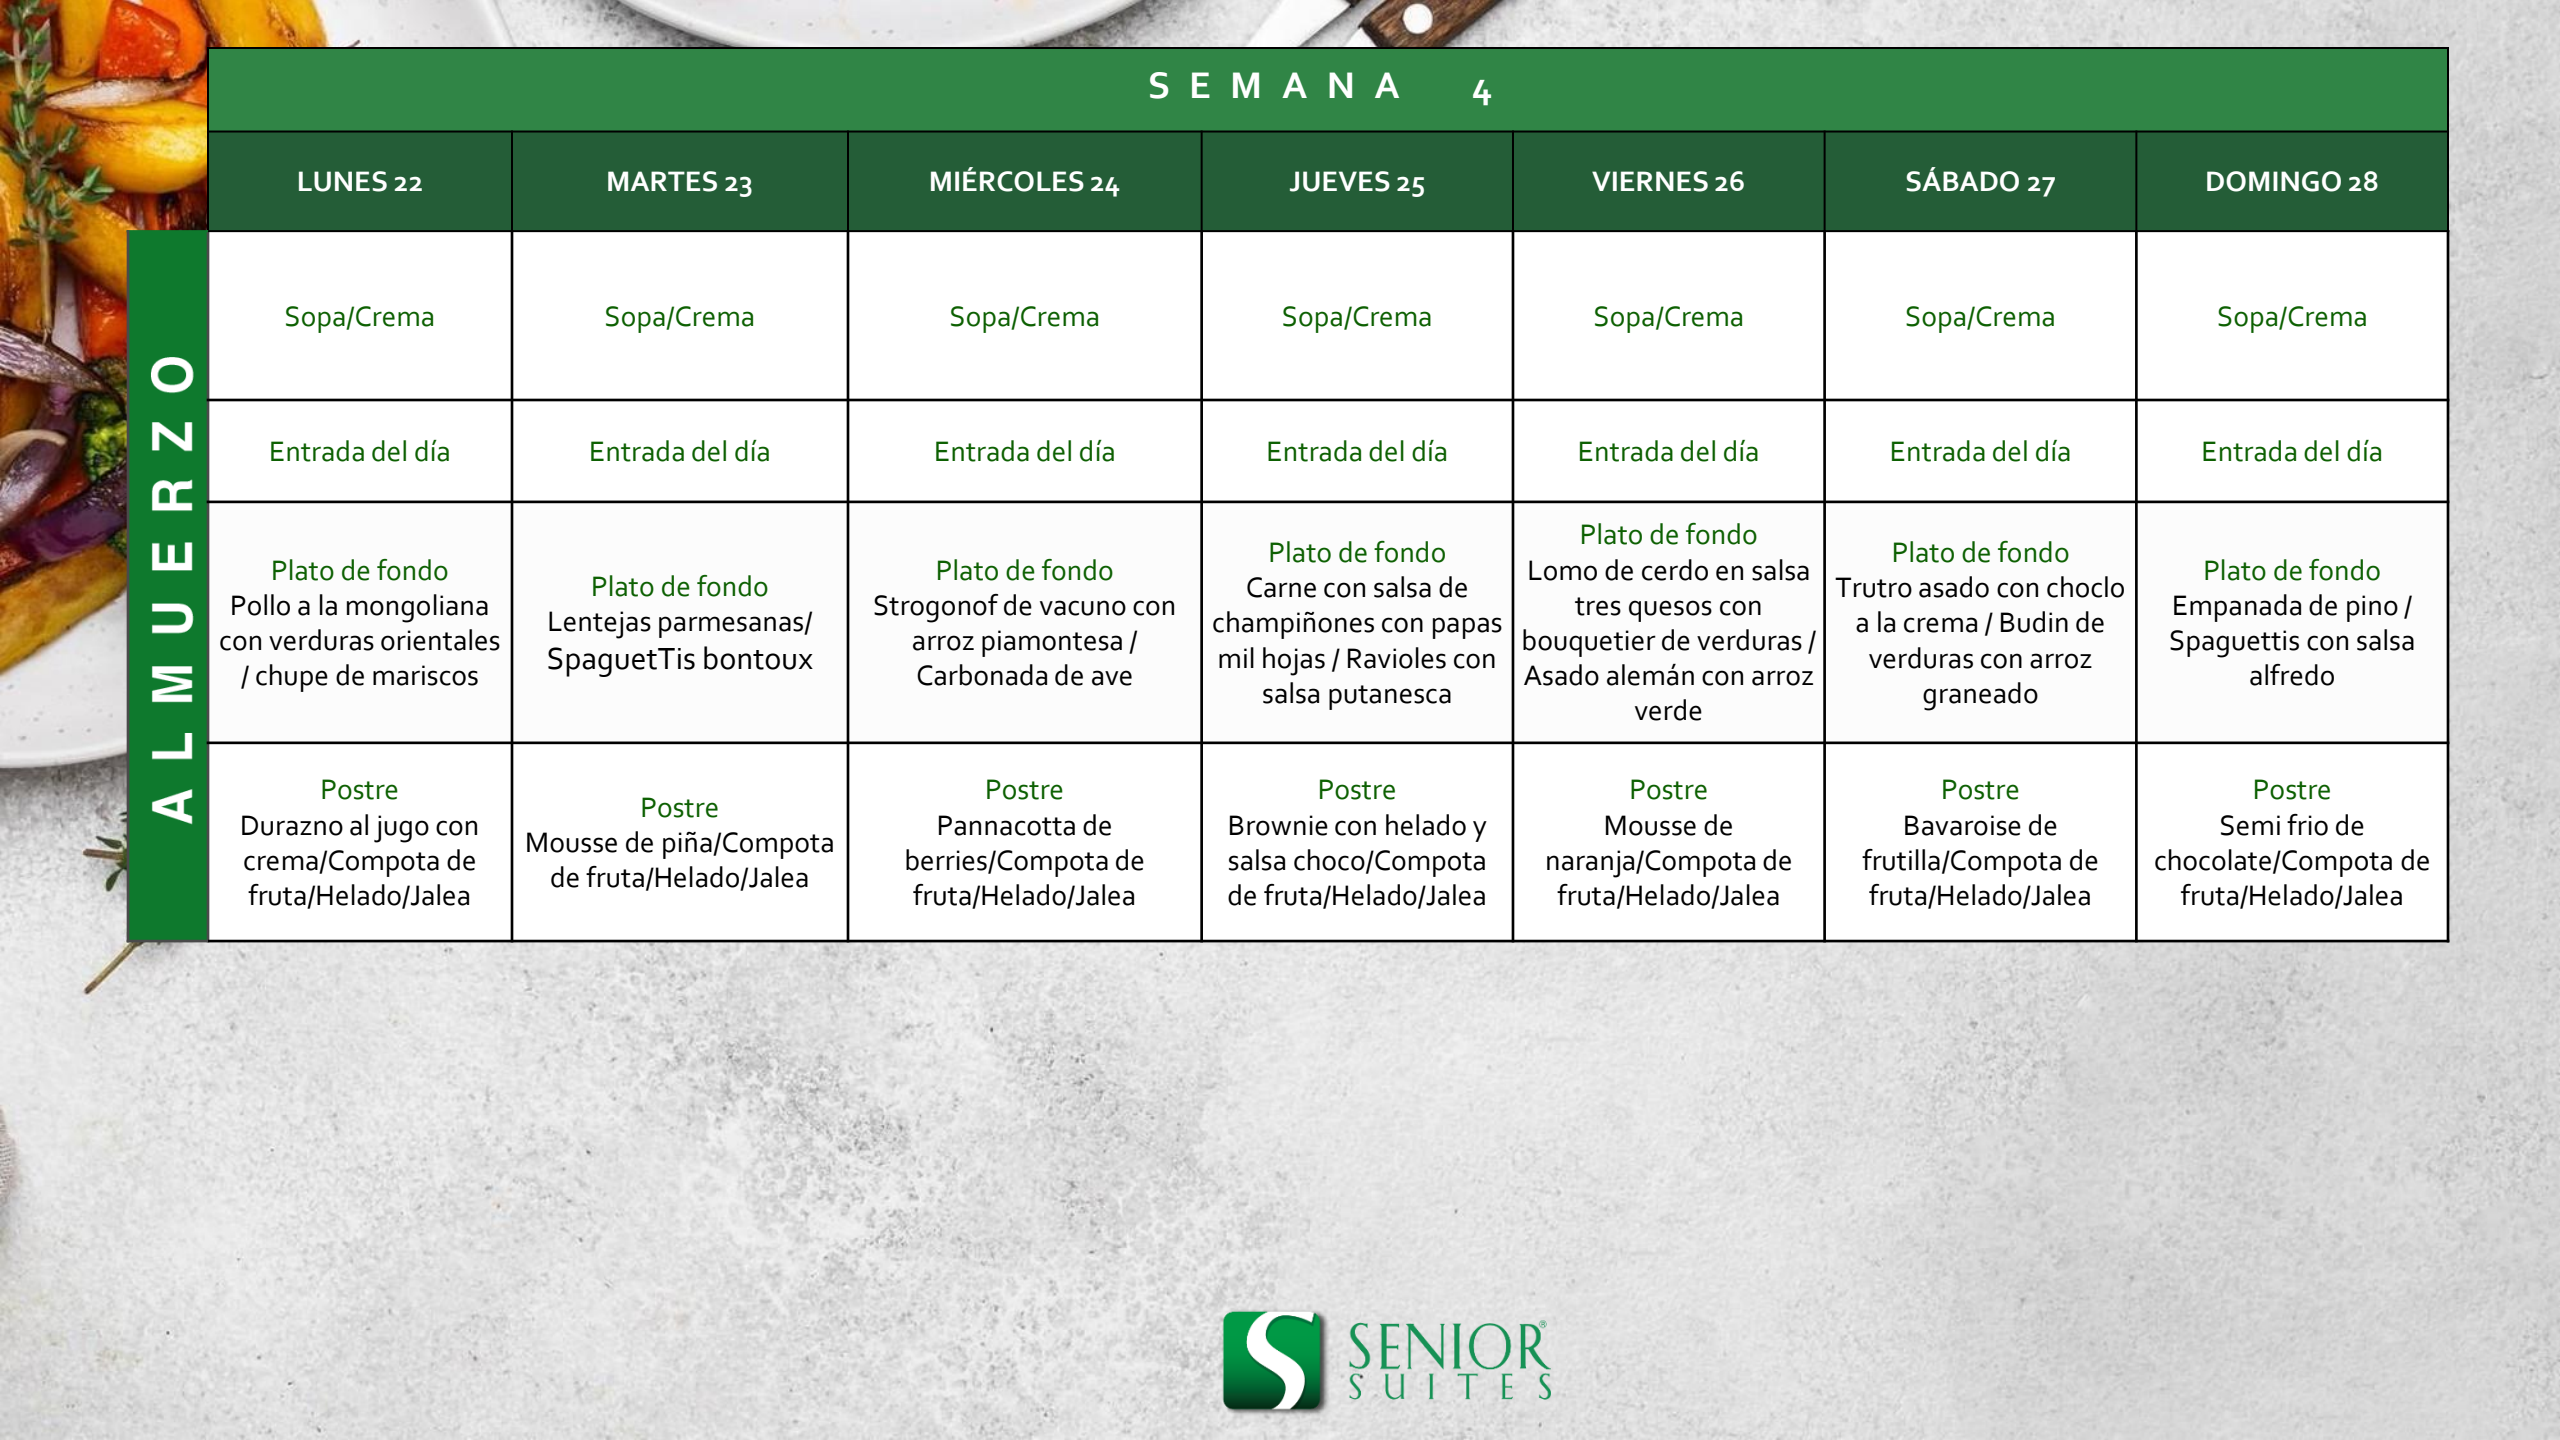 SEMANA 4
LUNES 22
MARTES 23
MIÉRCOLES 24
JUEVES 25
VIERNES 26
SÁBADO 27
DOMINGO 28
ALMUERZO
Sopa/Crema
Sopa/Crema
Sopa/Crema
Sopa/Crema
Sopa/Crema
Sopa/Crema
Sopa/Crema
Entrada del día
Entrada del día
Entrada del día
Entrada del día
Entrada del día
Entrada del día
Entrada del día
Plato de fondo
Pollo a la mongoliana
con verduras orientales
/ chupe de mariscos
Plato de fondo
Lentejas parmesanas/
SpaguetTis bontoux
Plato de fondo
Strogonof de vacuno con
arroz piamontesa /
Carbonada de ave
Plato de fondo
Carne con salsa de
champiñones con papas
mil hojas / Ravioles con
salsa putanesca
Plato de fondo
Lomo de cerdo en salsa
tres quesos con
bouquetier de verduras /
Asado alemán con arroz
verde
Plato de fondo
Trutro asado con choclo
a la crema / Budin de
verduras con arroz
graneado
Plato de fondo
Empanada de pino /
Spaguettis con salsa
alfredo
Postre
Durazno al jugo con
crema/Compota de
fruta/Helado/Jalea
Postre
Mousse de piña/Compota
de fruta/Helado/Jalea
Postre
Pannacotta de
berries/Compota de
fruta/Helado/Jalea
Postre
Brownie con helado y
salsa choco/Compota
de fruta/Helado/Jalea
Postre
Mousse de
naranja/Compota de
fruta/Helado/Jalea
Postre
Bavaroise de
frutilla/Compota de
fruta/Helado/Jalea
Postre
Semi frio de
chocolate/Compota de
fruta/Helado/Jalea
SENIOR®
SUITES